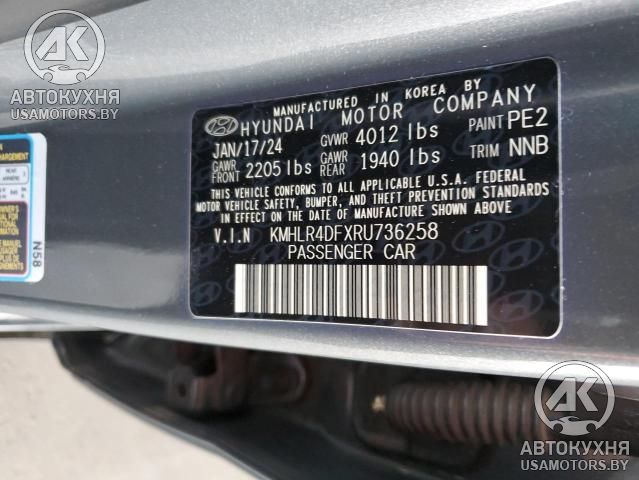 AK
АВТОКУХНЯ
USAMOTORS.BY
MANUFACTURED IN KOREA BY
HYUNDAI MOTOR COMPANY
JAN/17/24 GVWR 4012 lbs PAINT PE2
GAWR FRONT 2205 lbs GAWR REAR 1940 lbs TRIM NNB
THIS VEHICLE CONFORMS TO ALL APPLICABLE U.S.A. FEDERAL
MOTOR VEHICLE SAFETY, BUMPER, AND THEFT PREVENTION STANDARDS
IN EFFECT ON THE DATE OF MANUFACTURE SHOWN ABOVE.
V.I.N KMHLR4DFXRU736258
PASSENGER CAR
N58
AK
АВТОКУХНЯ
USAMOTORS.BY